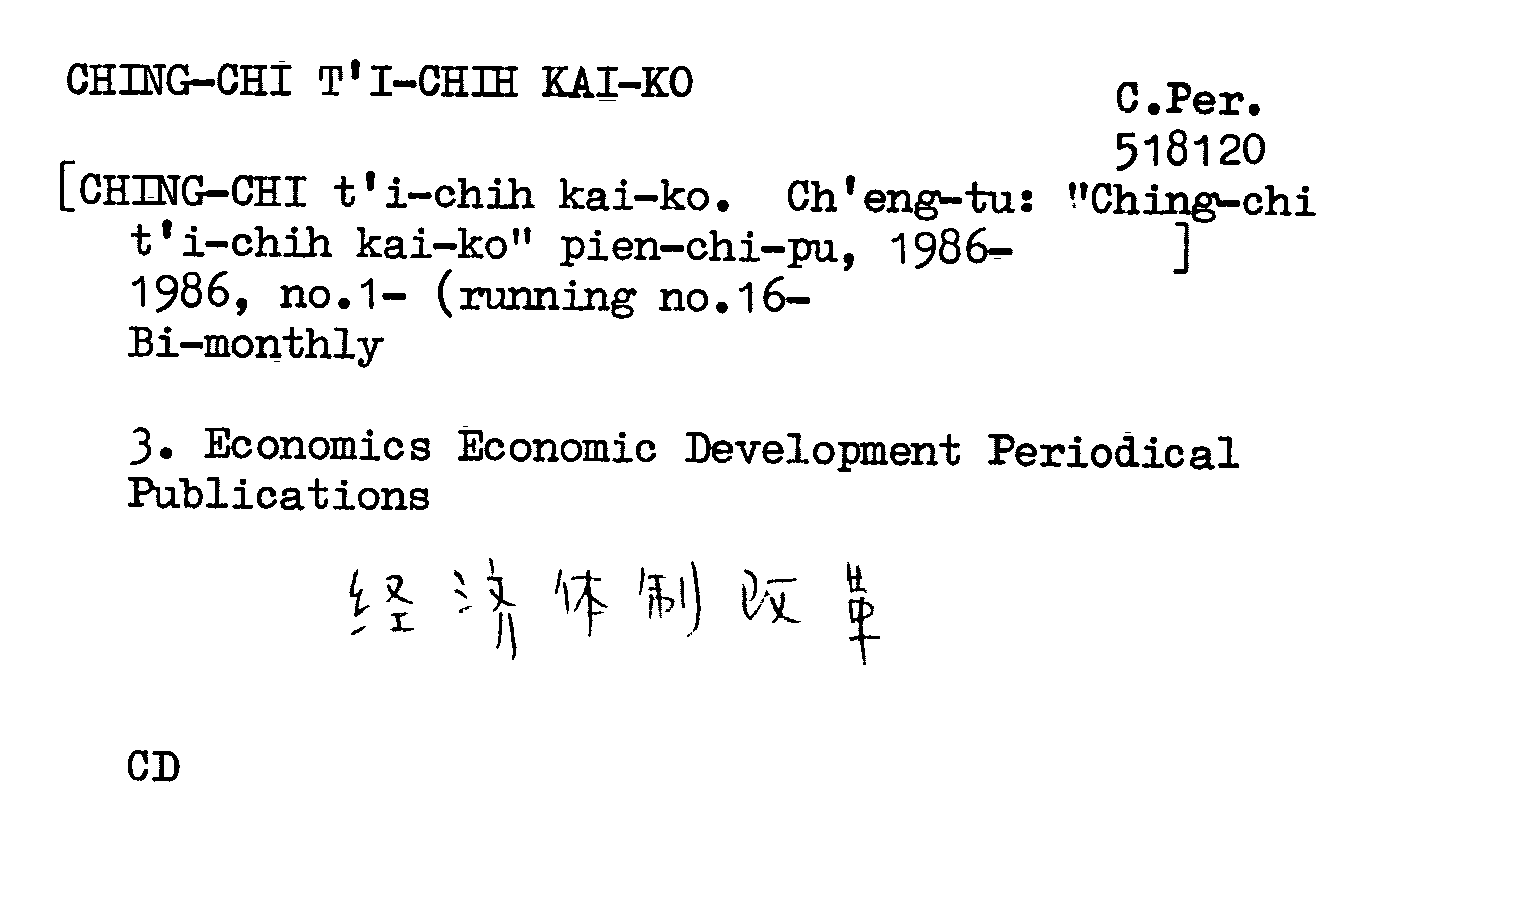 CHING-CHI T'I-CHIH KAI-KO
C.Per.
518120
[CHING-CHI t'i-chih kai-ko. Ch'eng-tu: "Ching-chi
t'i-chih kai-ko" pien-chi-pu, 1986- ]
1986, no.1- (running no.16-
Bi-monthly
3. Economics Economic Development Periodical
Publications
经济体制改革
CD